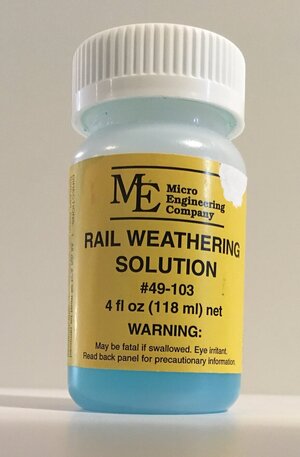 ME Micro
Engineering
Company
RAIL WEATHERING
SOLUTION
#49-103
4 fl oz (118 ml) net
WARNING:
May be fatal if swallowed. Eye irritant.
Read back panel for precautionary information